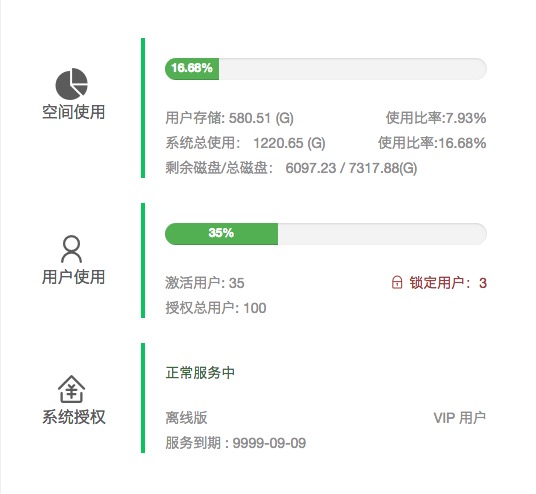 16.68%
空间使用
用户存储: 580.51 (G) 使用比率:7.93%
系统总使用： 1220.65 (G) 使用比率:16.68%
剩余磁盘/总磁盘： 6097.23 / 7317.88(G)
35%
用户使用
激活用户: 35 锁定用户：3
授权总用户: 100
正常服务中
系统授权
离线版 VIP 用户
服务到期 : 9999-09-09